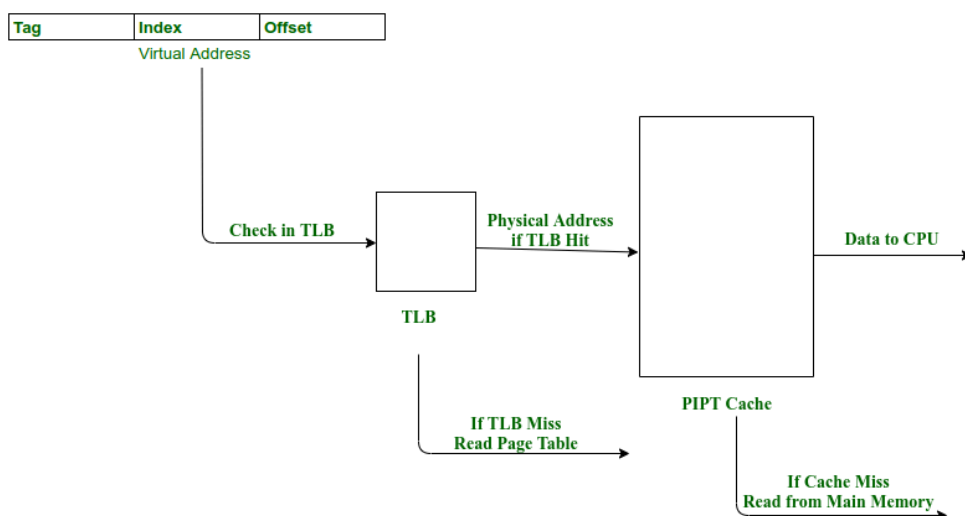 Tag
Index
Offset
Virtual Address
Check in TLB
Physical Address
if TLB Hit
Data to CPU
TLB
PIPT Cache
If TLB Miss
Read Page Table
If Cache Miss
Read from Main Memory